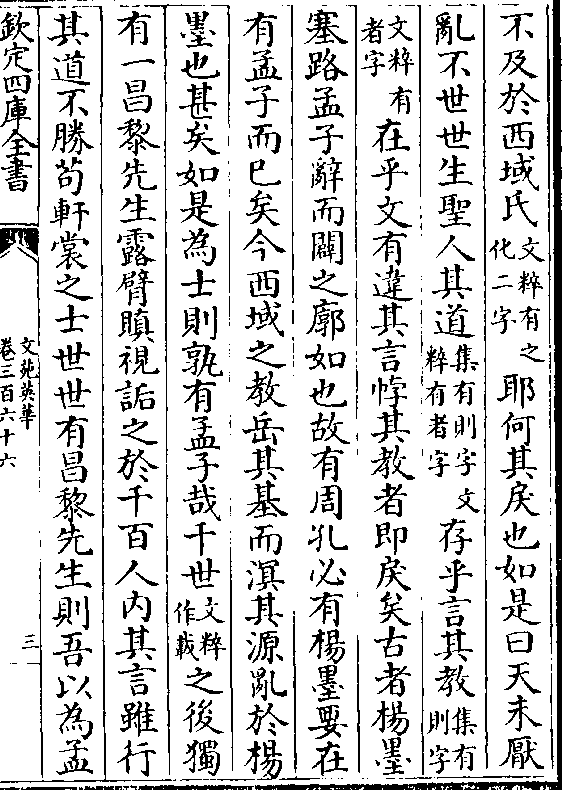 不及於西域氏文粹有之化二字耶何其戾也如是曰天未厭
亂不世世生聖人其道集有則字文粹有者字存乎言其教集有則字
文粹有者字在乎文有違其言悖其教者即戾矣古者楊墨
塞路孟子辭而闢之廓如也故有周孔必有楊墨要在
有孟子而已矣今西域之教岳其基而溟其源亂於楊
墨也甚矣如是為士則孰有孟子哉千世文粹作載之後獨
有一昌黎先生露臂瞋視詬之於千百人內其言雖行
其道不勝苟軒裳之士世世有昌黎先生則吾以為孟
欽定四庫全書
文苑英華
卷三百六十六
三